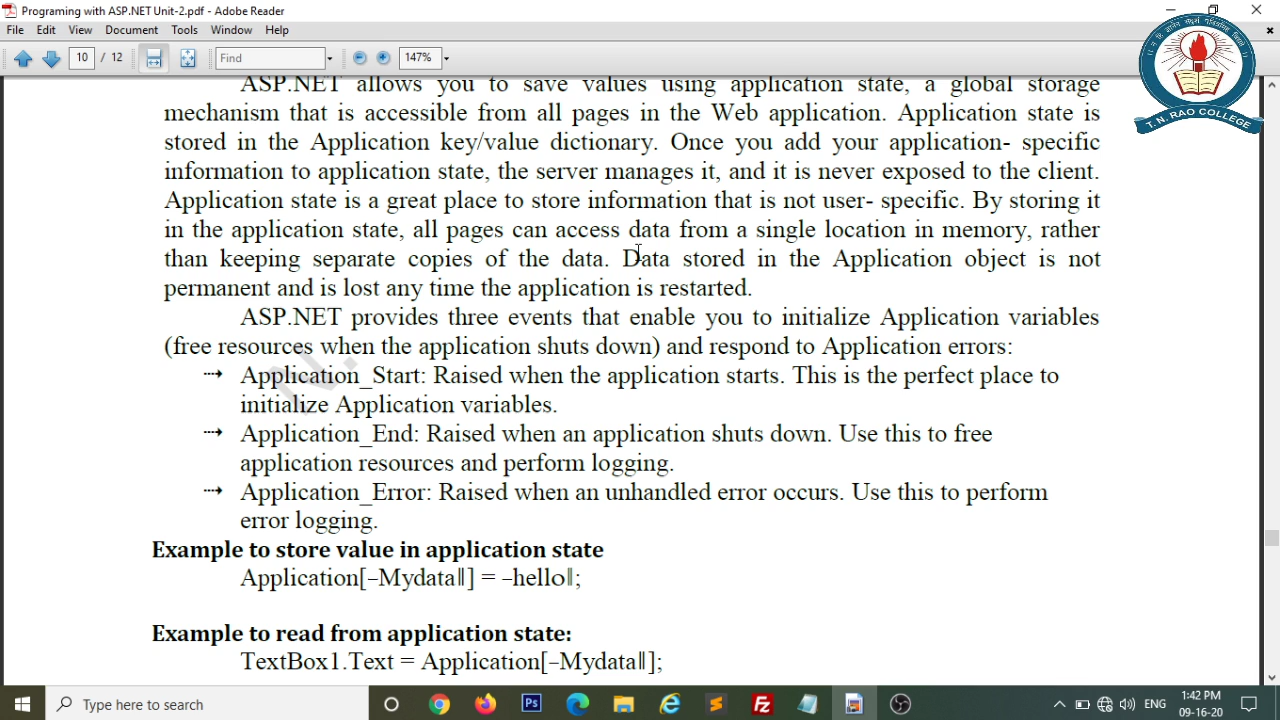 Programing with ASP.NET Unit-2.pdf - Adobe Reader
File Edit View Document Tools Window Help
10 / 12 Find 147%
ASP.NET allows you to save values using application state, a global storage
mechanism that is accessible from all pages in the Web application. Application state is
stored in the Application key/value dictionary. Once you add your application- specific
information to application state, the server manages it, and it is never exposed to the client.
Application state is a great place to store information that is not user- specific. By storing it
in the application state, all pages can access data from a single location in memory, rather
than keeping separate copies of the data. Data stored in the Application object is not
permanent and is lost any time the application is restarted.
ASP.NET provides three events that enable you to initialize Application variables
(free resources when the application shuts down) and respond to Application errors:
⇢ Application_Start: Raised when the application starts. This is the perfect place to
initialize Application variables.
⇢ Application_End: Raised when an application shuts down. Use this to free
application resources and perform logging.
⇢ Application_Error: Raised when an unhandled error occurs. Use this to perform
error logging.
Example to store value in application state
Application[–Mydata‖] = –hello‖;
Example to read from application state:
TextBox1.Text = Application[–Mydata‖];
T. N. RAO COLLEGE
N.
Type here to search
Ps
Fz
ENG
1:42 PM
09-16-20